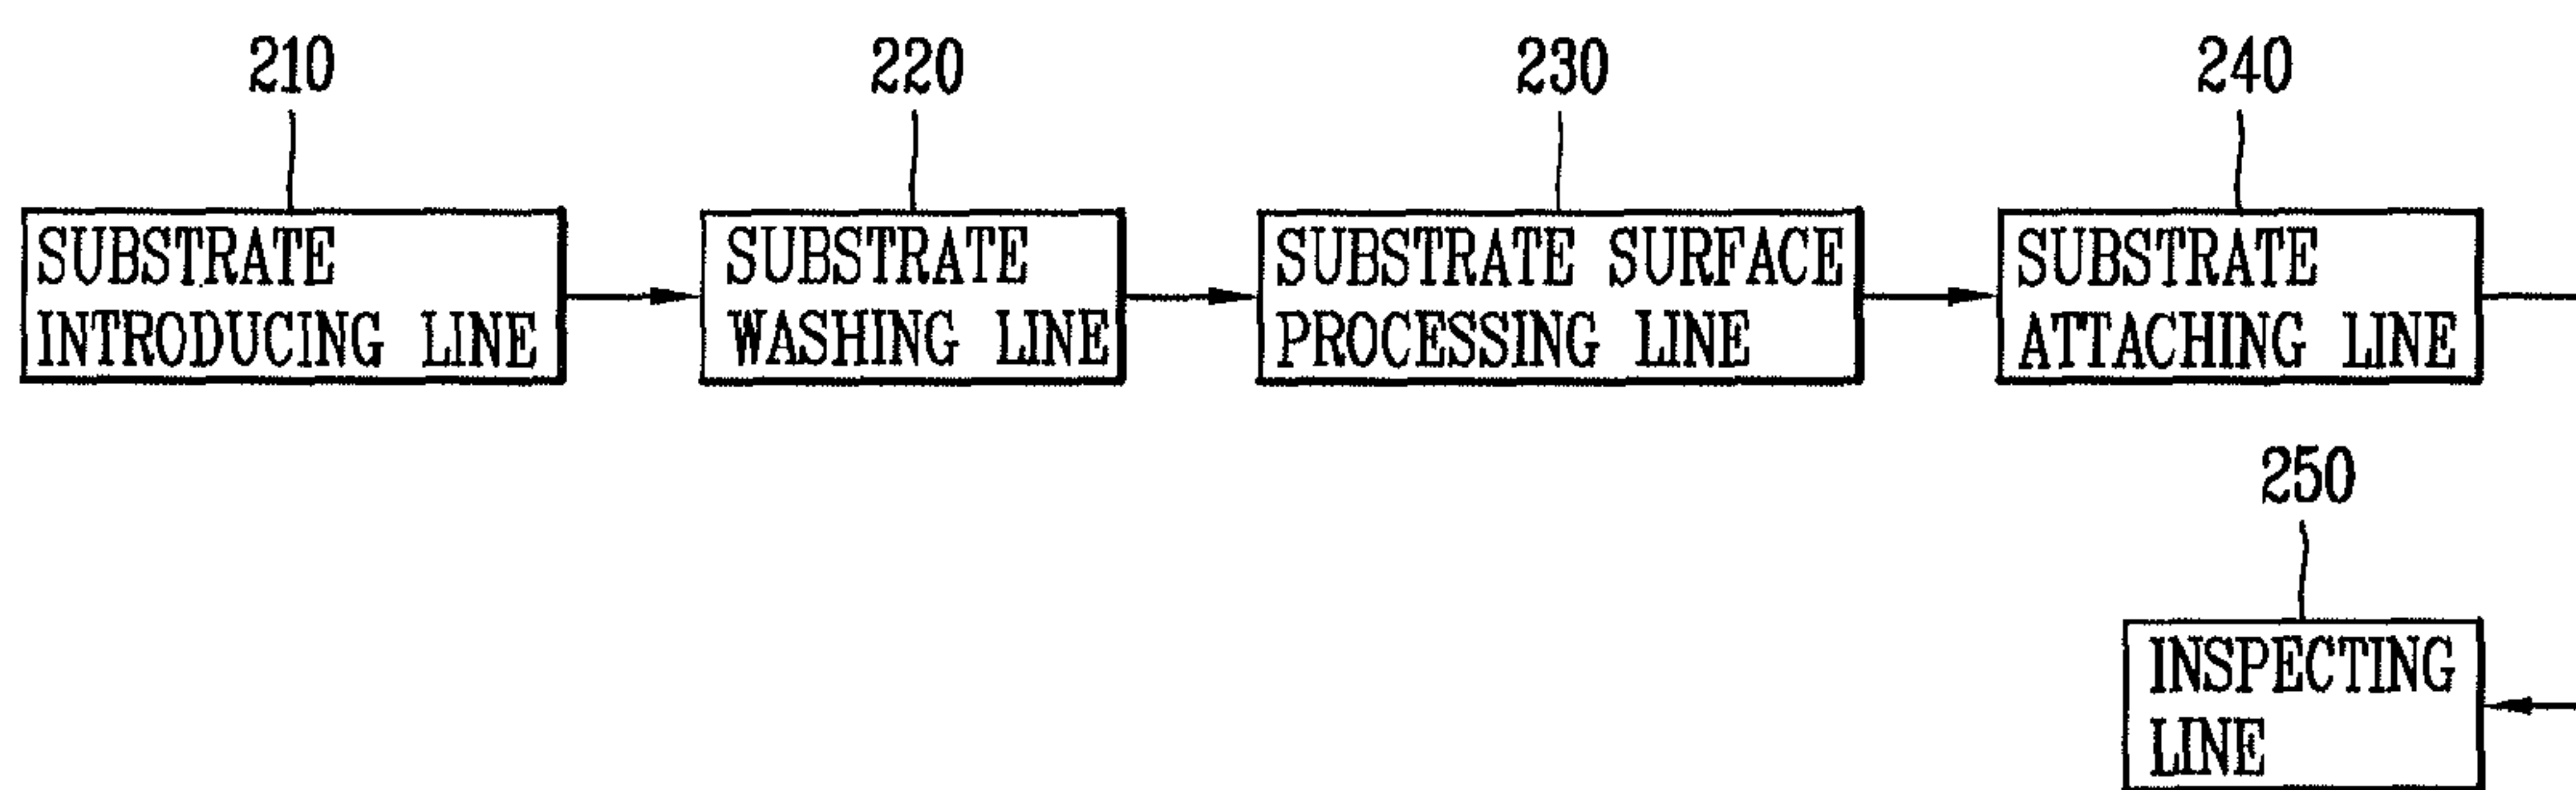 210
220
230
240
SUBSTRATE
INTRODUCING LINE
SUBSTRATE
WASHING LINE
SUBSTRATE SURFACE
PROCESSING LINE
SUBSTRATE
ATTACHING LINE
250
INSPECTING
LINE